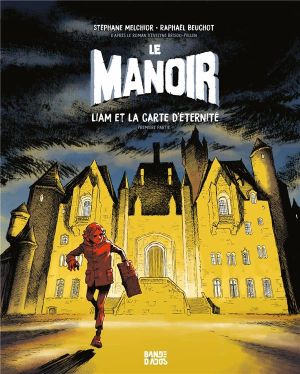 STÉPHANE MELCHIOR · RAPHAËL BEUCHOT
D'APRÈS LE ROMAN D'EVELYNE BRISOU-PELLEN
LE
MANOIR
LIAM ET LA CARTE D'ÉTERNITÉ
PREMIÈRE PARTIE
BANDE
D'ADOS